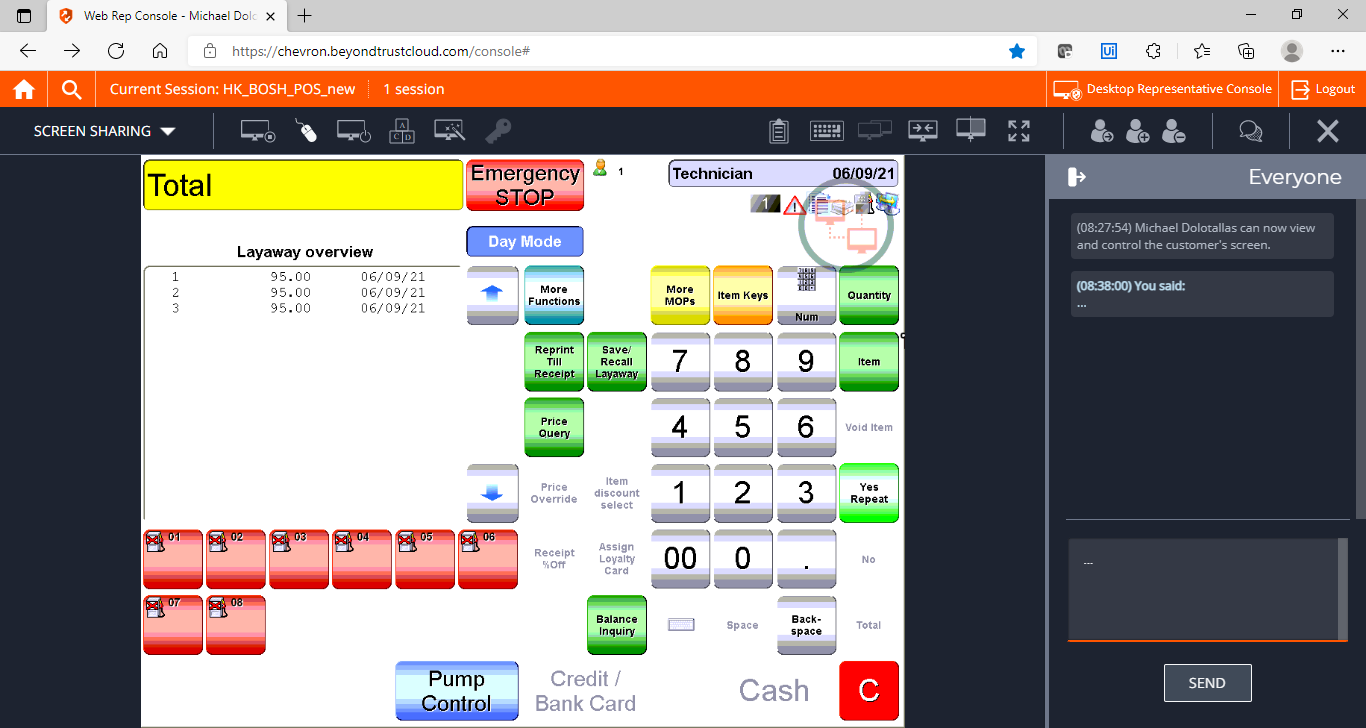 Web Rep Console - Michael Dolo
https://chevron.beyondtrustcloud.com/console#
Current Session: HK_BOSH_POS_new
1 session
Desktop Representative Console
Logout
SCREEN SHARING
Total
Emergency
STOP
1
Technician
06/09/21
1
Day Mode
Layaway overview
1 95.00 06/09/21
2 95.00 06/09/21
3 95.00 06/09/21
More
Functions
More
MOPs
Item Keys
Num
Quantity
Reprint
Till
Receipt
Save/
Recall
Layaway
7
8
9
Item
Price
Query
4
5
6
Void Item
Price
Override
Item
discount
select
1
2
3
Yes
Repeat
01
02
03
04
05
06
Receipt
%Off
Assign
Loyalty
Card
00
0
.
No
07
08
Balance
Inquiry
Space
Back-
space
Total
Pump
Control
Credit /
Bank Card
Cash
C
Everyone
(08:27:54) Michael Dolotallas can now view
and control the customer's screen.
(08:38:00) You said:
...
...
SEND